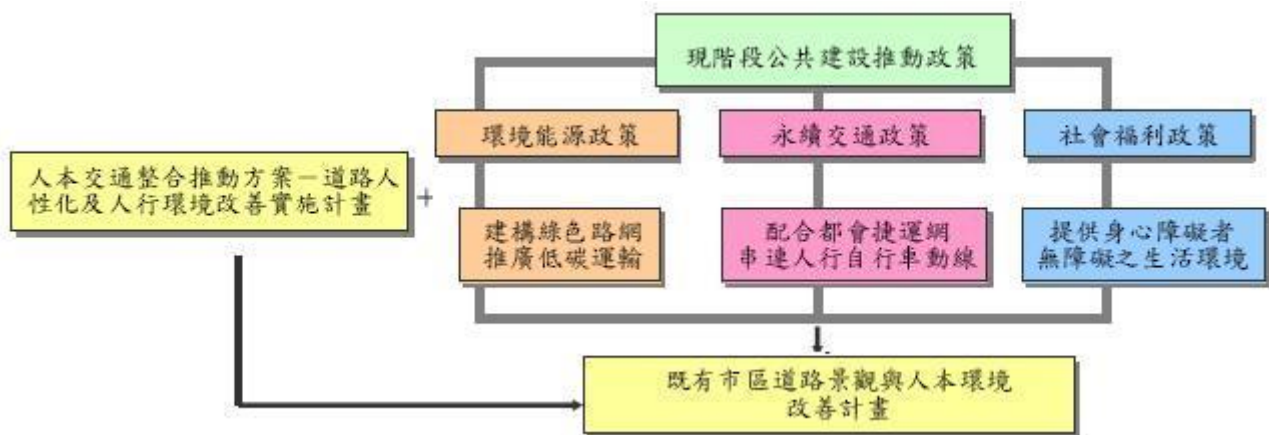 現階段公共建設推動政策
環境能源政策
永續交通政策
社會福利政策
人本交通整合推動方案－道路人
性化及人行環境改善實施計畫
+
建構綠色路網
推廣低碳運輸
配合都會捷運網
串連人行自行車動線
提供身心障礙者
無障礙之生活環境
既有市區道路景觀與人本環境
改善計畫